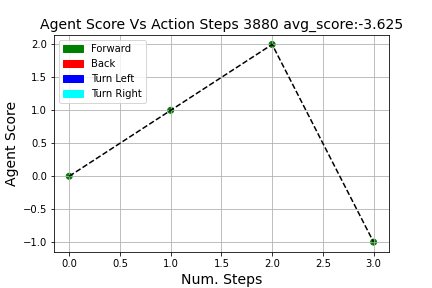 Agent Score Vs Action Steps 3880 avg_score:-3.625
Forward
Back
Turn Left
Turn Right
Agent Score
2.0
1.5
1.0
0.5
0.0
−0.5
−1.0
0.0 0.5 1.0 1.5 2.0 2.5 3.0
Num. Steps